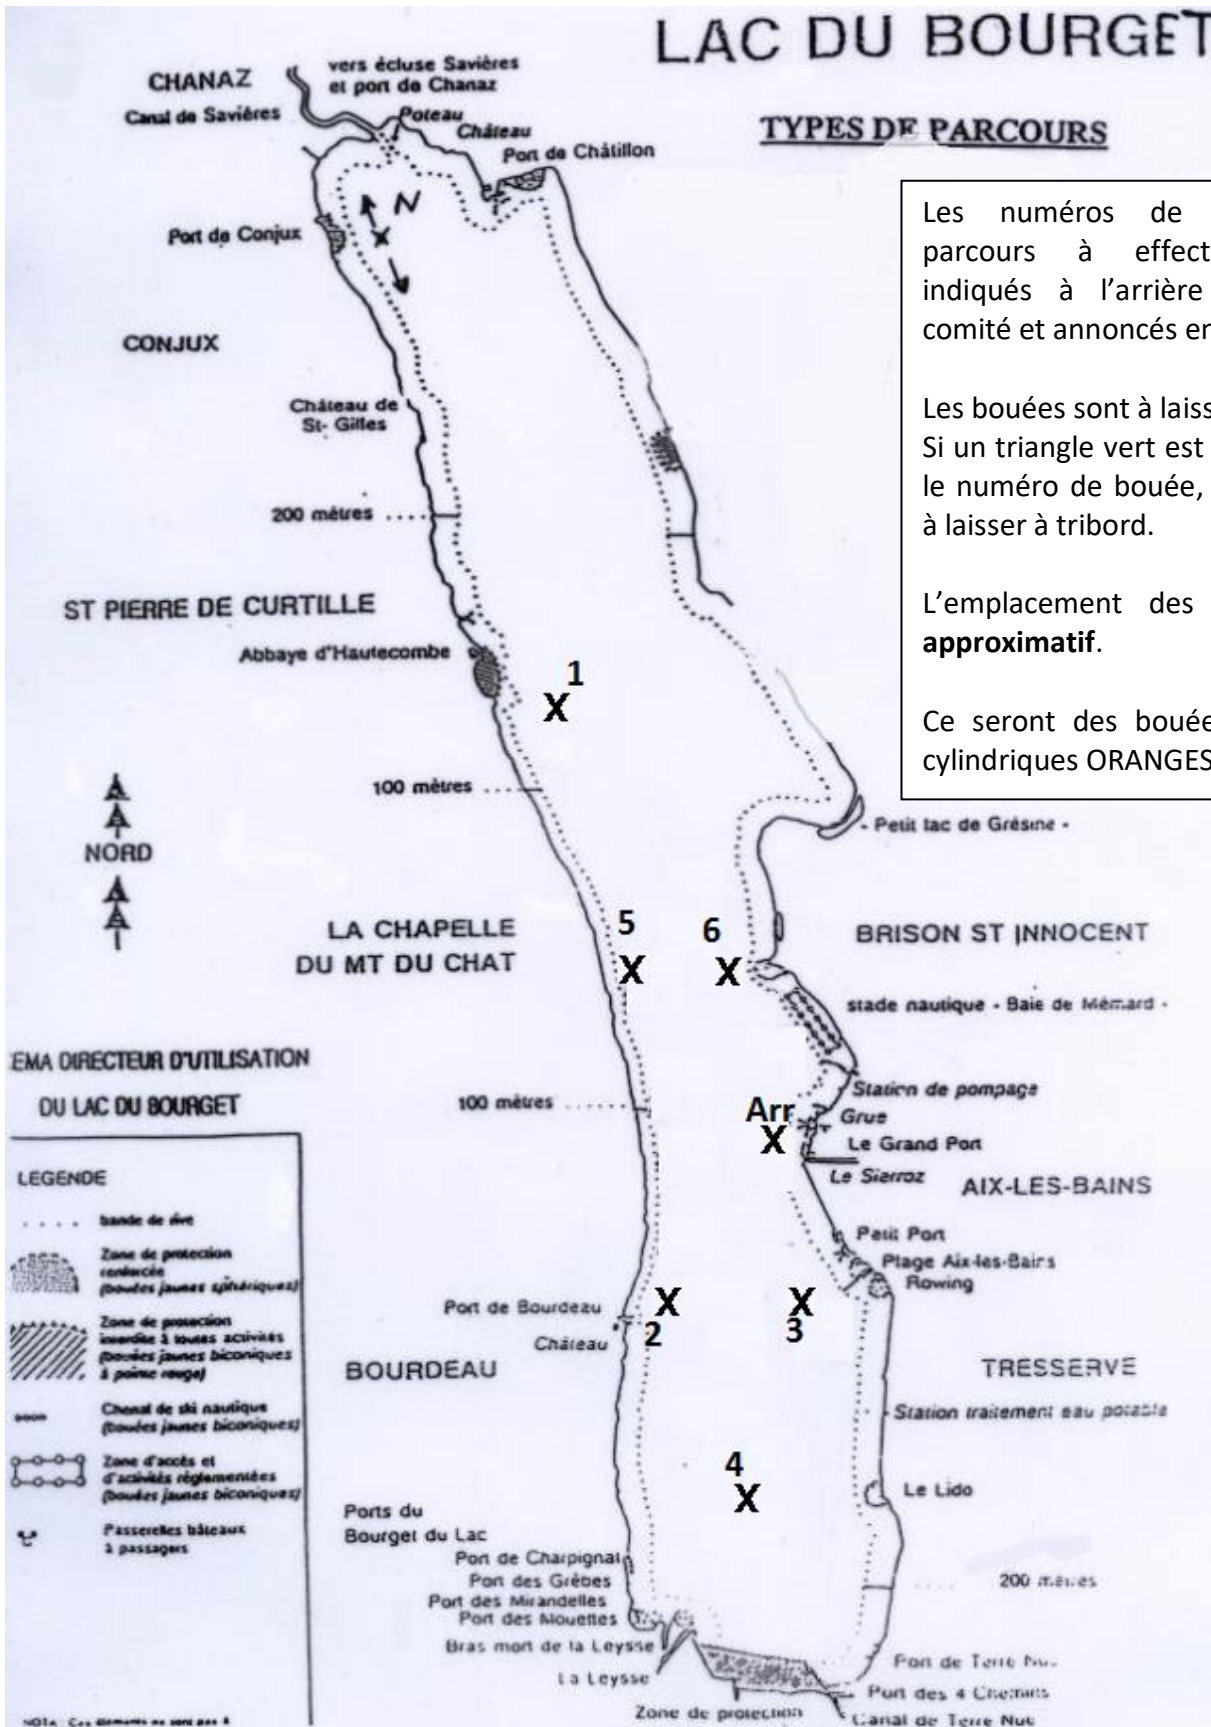 LAC DU BOURGET
TYPES DE PARCOURS
CHANAZ
vers écluse Savières
et port de Chanaz
Canal de Savières
Poteau
Château
Port de Châtillon
N
Port de Conjux
CONJUX
Château de
St- Gilles
200 mètres
ST PIERRE DE CURTILLE
Abbaye d'Hautecombe
1
X
100 mètres
Les numéros de
parcours à effect
indiqués à l'arrière
comité et annoncés en
Les bouées sont à laiss
Si un triangle vert est
le numéro de bouée,
à laisser à tribord.
L'emplacement des
approximatif.
Ce seront des bouée
cylindriques ORANGES
- Petit lac de Grésine -
NORD
LA CHAPELLE
DU MT DU CHAT
5
X
6
X
BRISON ST INNOCENT
stade nautique - Baie de Mémard -
Station de pompage
Grue
Le Grand Port
Le Sierroz
AIX-LES-BAINS
100 mètres
Arr
X
Petit Port
Plage Aix-les-Bains
Rowing
Port de Bourdeau
Château
X
2
X
3
BOURDEAU
TRESSERVE
Station traitement eau potable
4
X
Le Lido
Ports du
Bourget du Lac
Port de Charpignat
Port des Grèbes
Port des Mirandelles
Port des Mouettes
Bras mort de la Leysse
La Leysse
200 mètres
Zone de protection
Port de Terre Nue
Port des 4 Chemins
Canal de Terre Nue
EMA DIRECTEUR D'UTILISATION
DU LAC DU BOURGET
LEGENDE
bande de rive
Zone de protection
renforcée
(bouées jaunes sphériques)
Zone de protection
interdite à toutes activités
(bouées jaunes biconiques
à pointe rouge)
Chenal de ski nautique
(bouées jaunes biconiques)
Zone d'accès et
d'activités réglementées
(bouées jaunes biconiques)
Passerelles bâteaux
à passagers